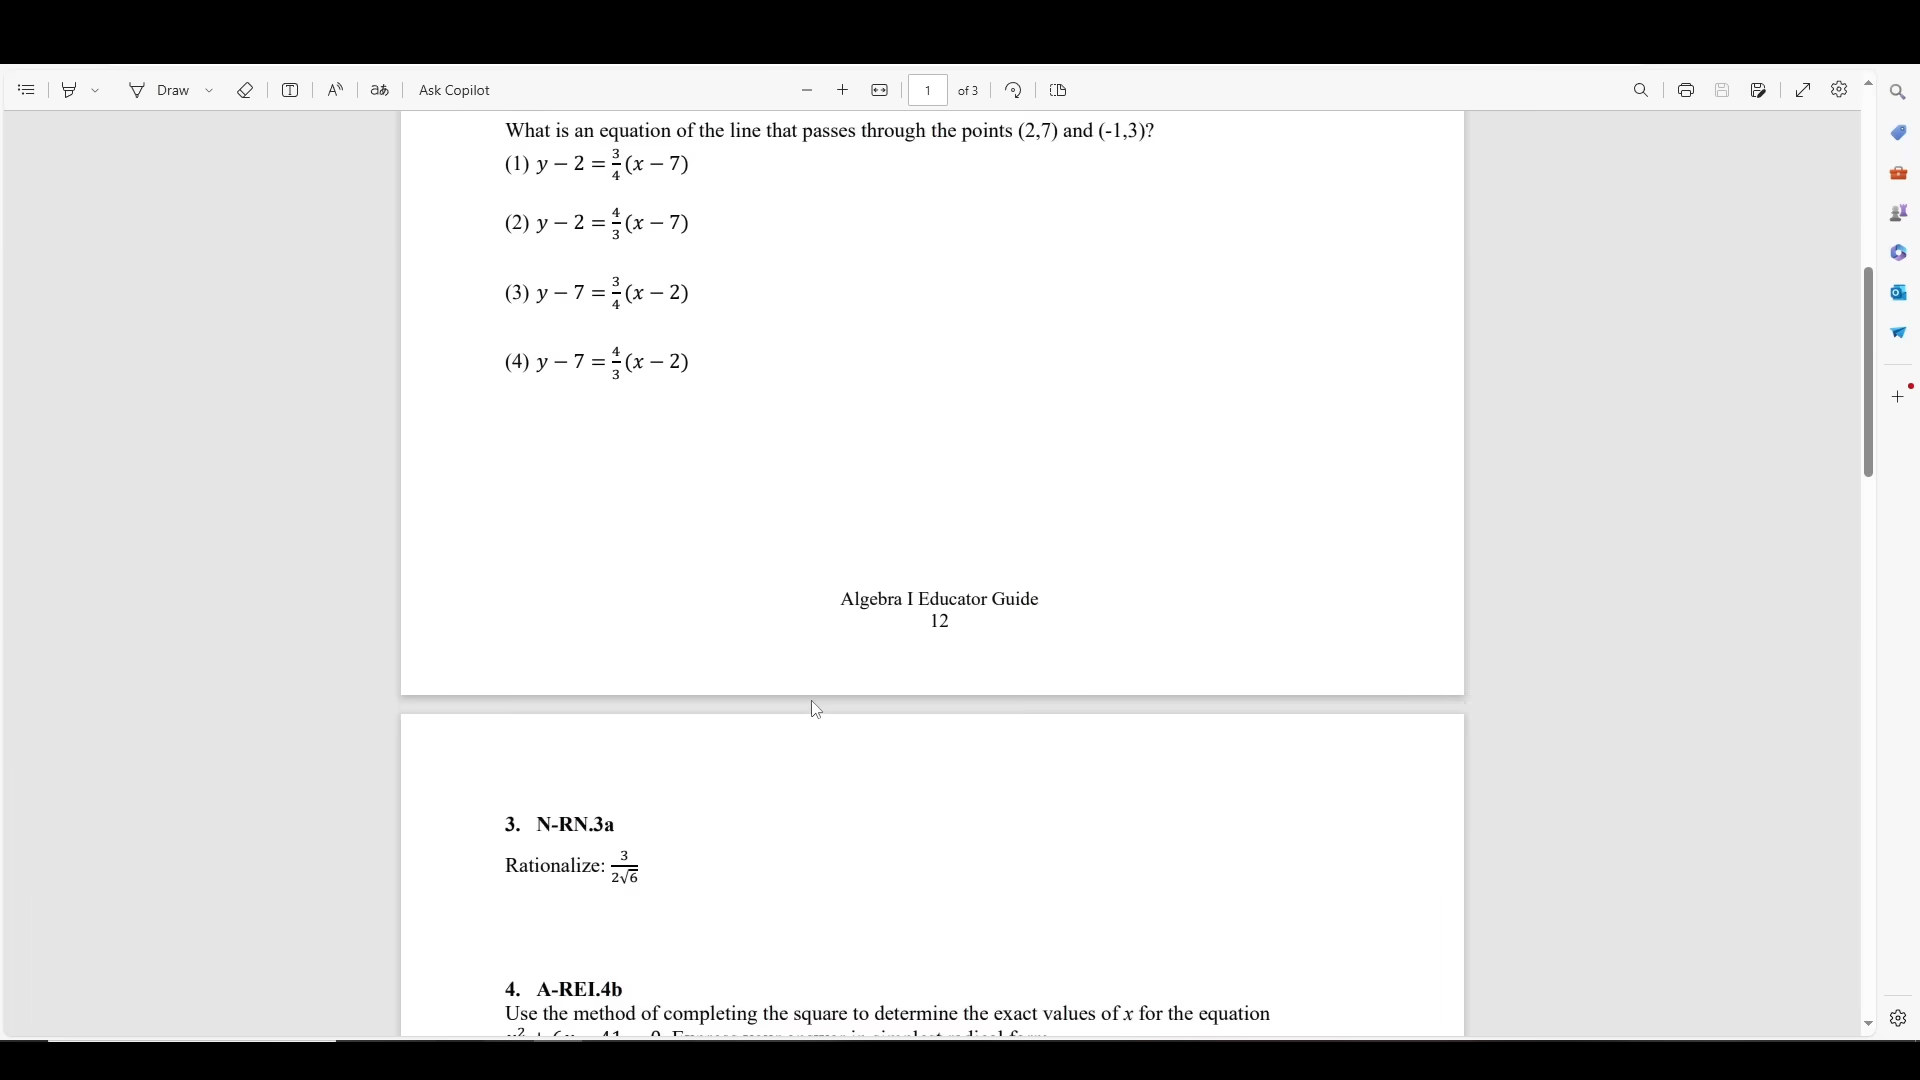 Draw
Ask Copilot
1 of 3
What is an equation of the line that passes through the points (2,7) and (-1,3)?
(1) y − 2 = 3/4 (x − 7)
(2) y − 2 = 4/3 (x − 7)
(3) y − 7 = 3/4 (x − 2)
(4) y − 7 = 4/3 (x − 2)
Algebra I Educator Guide
12
3. N-RN.3a
Rationalize: 3/(2√6)
4. A-REI.4b
Use the method of completing the square to determine the exact values of x for the equation